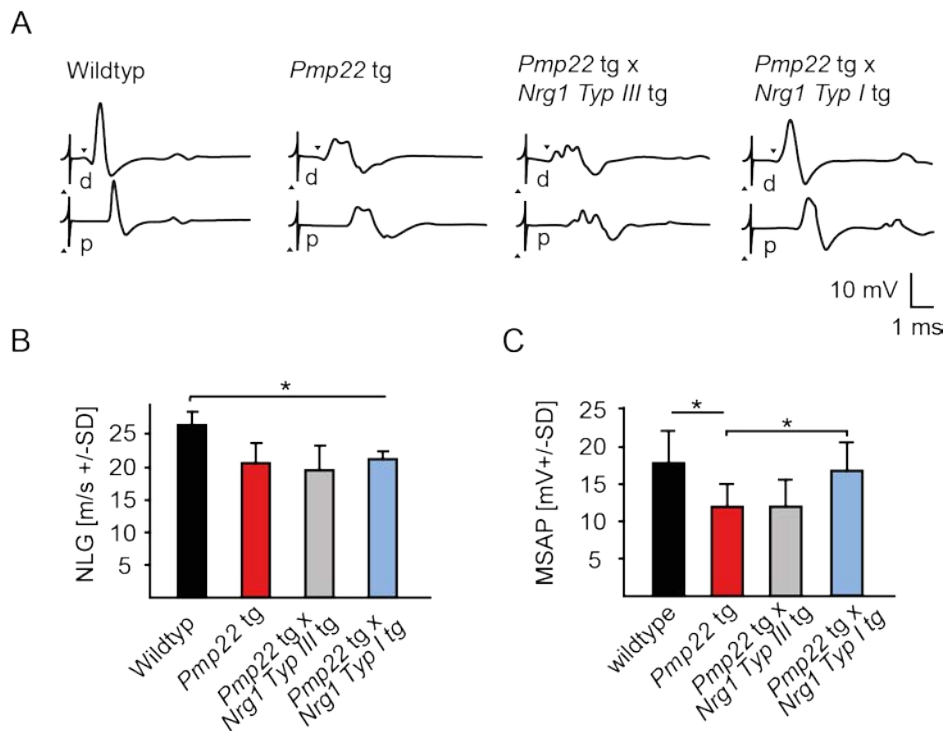 A
Wildtyp
Pmp22 tg
Pmp22 tg x
Nrg1 Typ III tg
Pmp22 tg x
Nrg1 Typ I tg
d
d
d
d
p
p
p
p
10 mV
1 ms
B
*
NLG [m/s +/-SD]
25
20
15
10
5
Wildtyp
Pmp22 tg
Pmp22 tg x
Nrg1 Typ III tg
Pmp22 tg x
Nrg1 Typ I tg
C
*
*
MSAP [mV+/-SD]
25
20
15
10
5
wildtype
Pmp22 tg
Pmp22 tg x
Nrg1 Typ III tg
Pmp22 tg x
Nrg1 Typ I tg